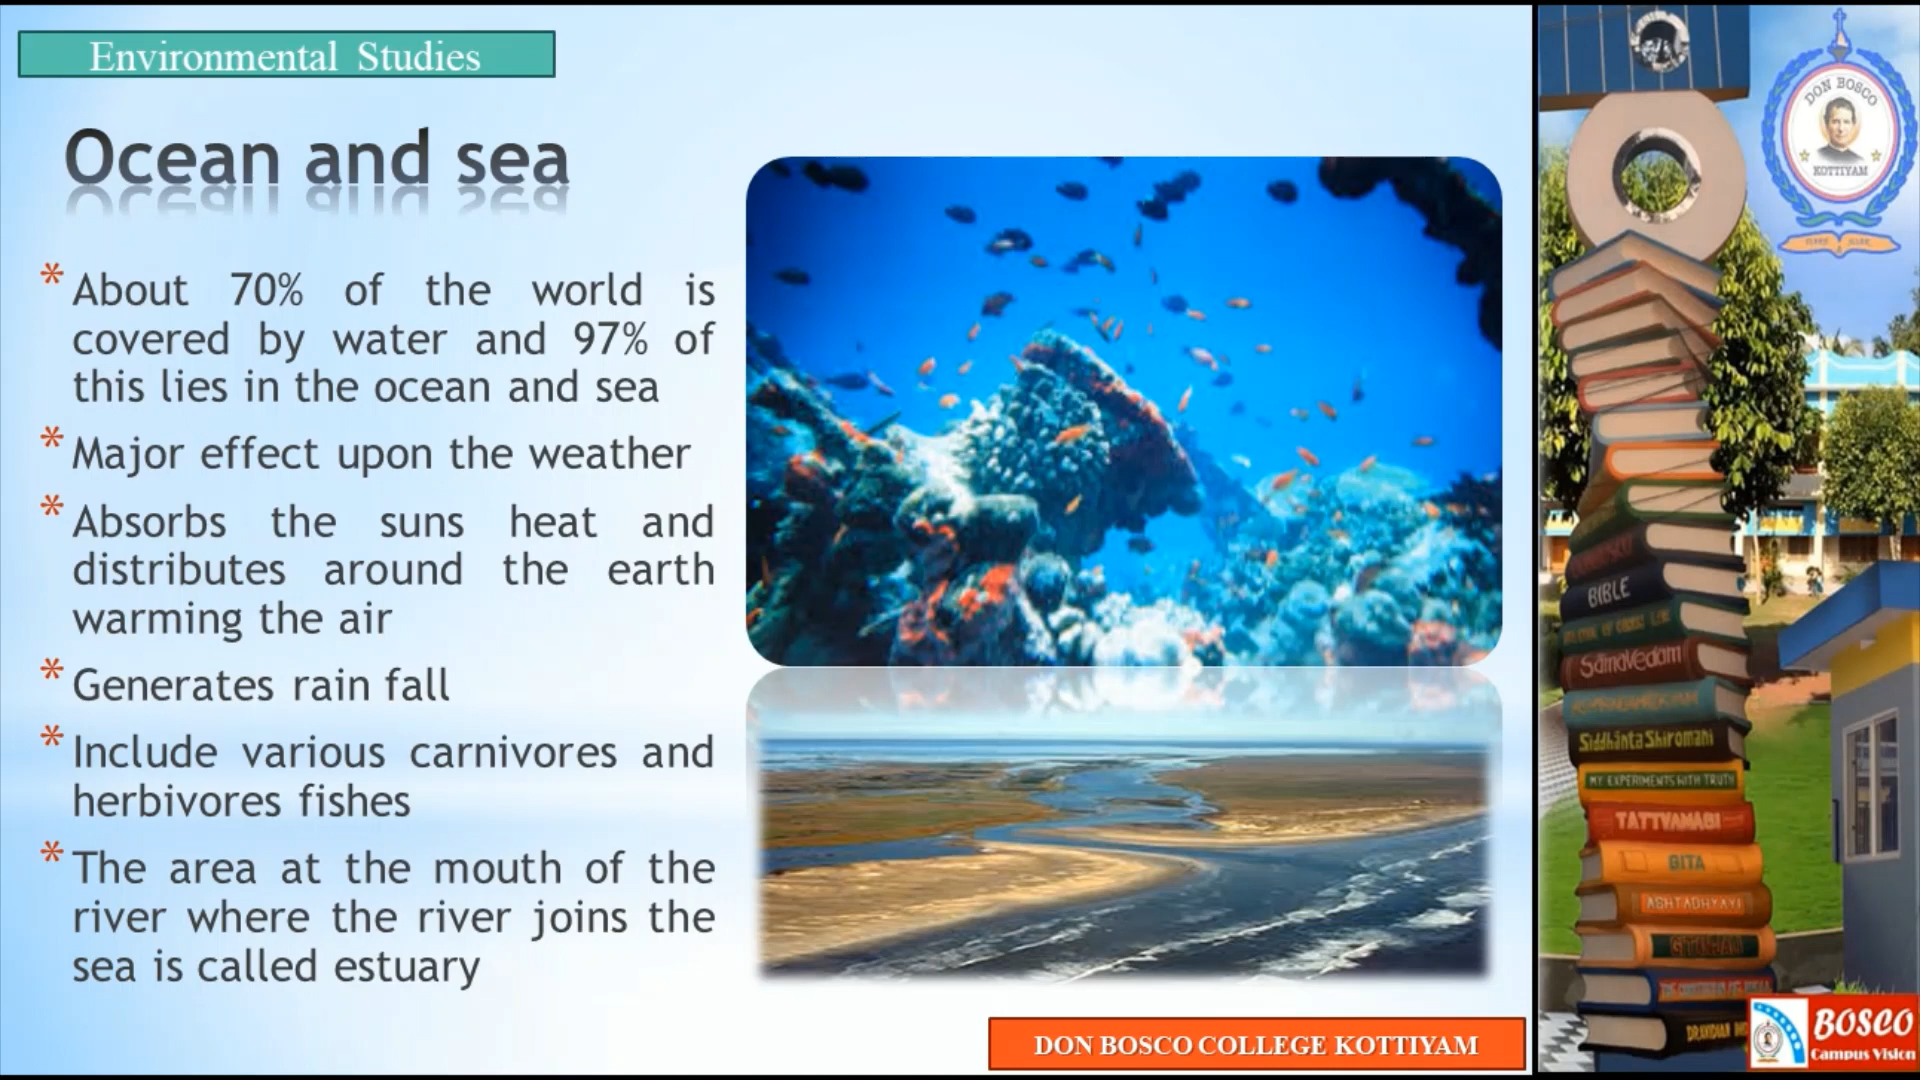 Environmental Studies
Ocean and sea
* About 70% of the world is
covered by water and 97% of
this lies in the ocean and sea
* Major effect upon the weather
* Absorbs the suns heat and
distributes around the earth
warming the air
* Generates rain fall
* Include various carnivores and
herbivores fishes
* The area at the mouth of the
river where the river joins the
sea is called estuary
DON BOSCO COLLEGE KOTTIYAM
DON BOSCO
KOTTIYAM
BIBLE
SamaVedam
Siddhanta Shiromani
MY EXPERIMENTS WITH TRUTH
TATTVAMASI
GITA
ASHTADHYAYI
BOSCO
Campus Vision